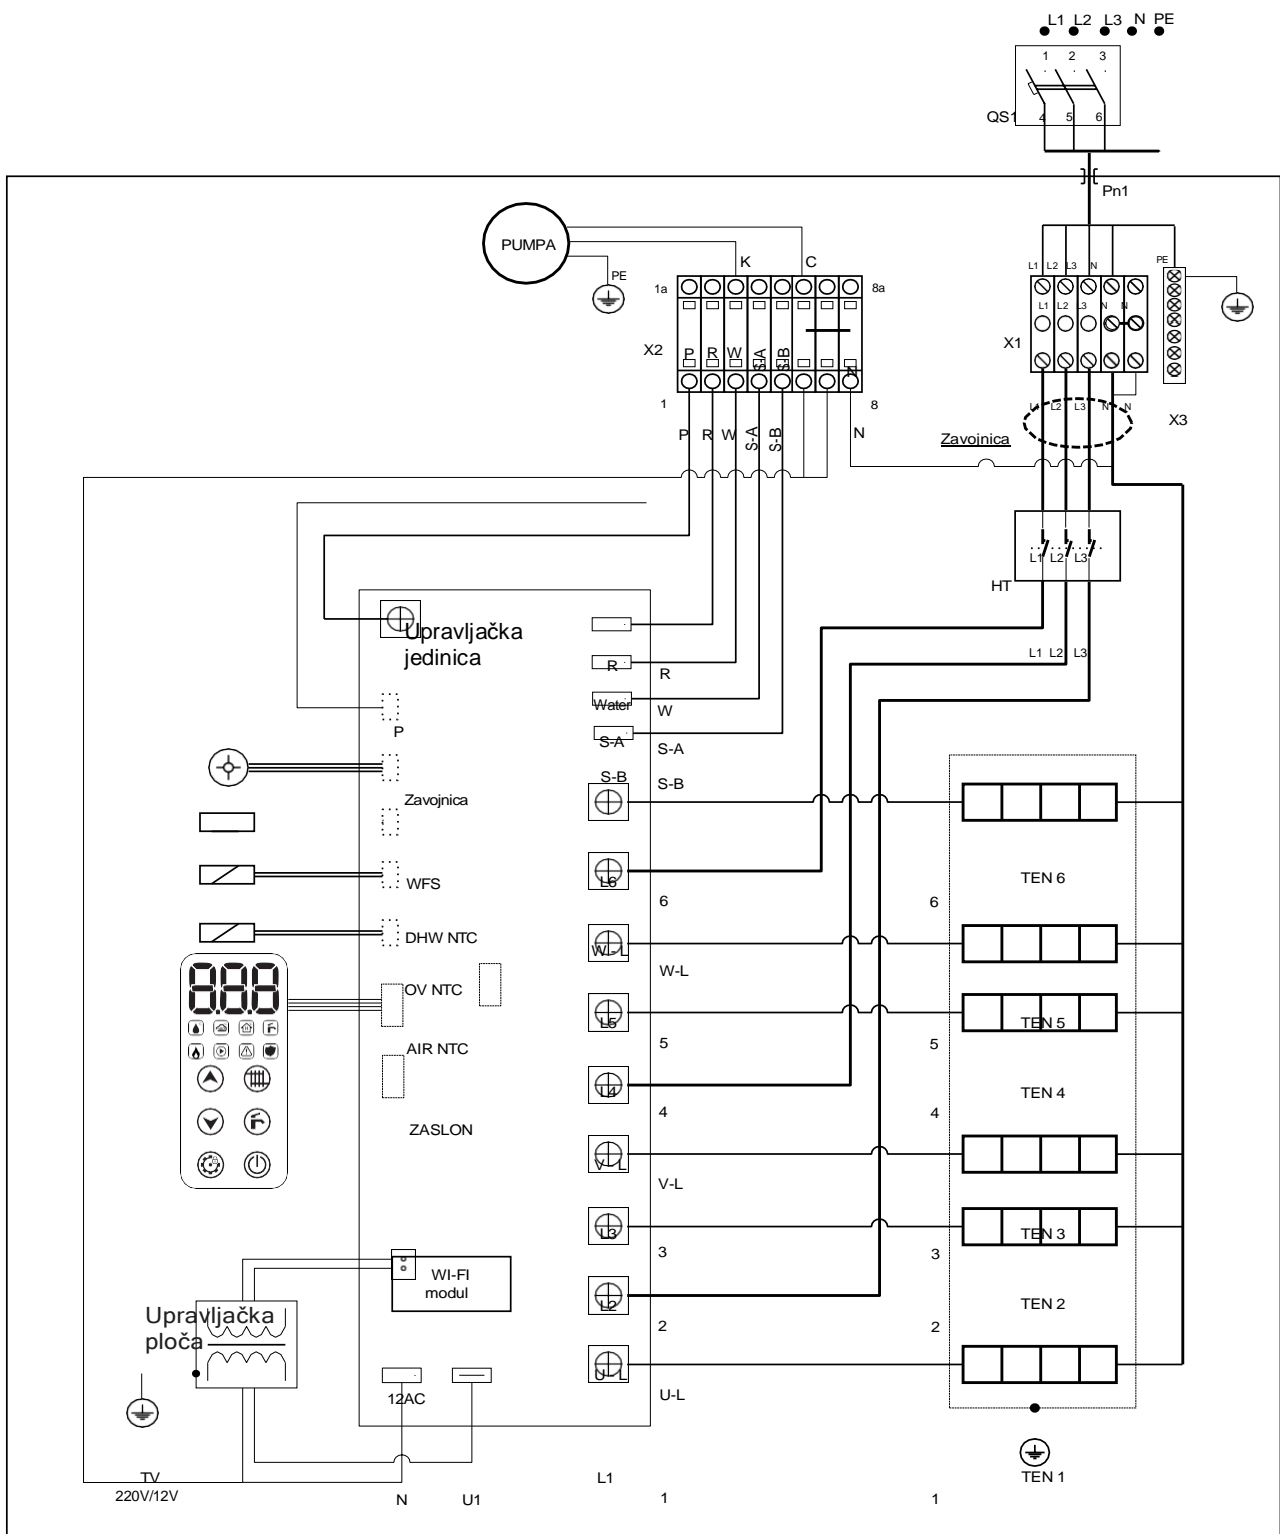 L1 L2 L3 N PE
1 2 3
QS1 4 5 6
Pn1
PUMPA
K C
PE
1a 8a
L1 L2 L3 N PE
L1 L2 L3 N N
X2 P R W S-A S-B N
X1
1 8
L1 L2 L3 N N
X3
P R W S-A S-B N
Zavojnica
L1 L2 L3
HT
Upravljačka
jedinica
L1 L2 L3
R R
Water W
P
S-A S-A
S-B S-B
Zavojnica
WFS
L6
6 6
TEN 6
DHW NTC
W - L
W-L
888
OV NTC
L5
TEN 5
5 5
AIR NTC
L4
TEN 4
4 4
ZASLON
V - L
V-L
L3
TEN 3
3 3
WI-FI
modul
L2
TEN 2
2 2
Upravljačka
ploča
U - L
U-L
12AC
TV
220V/12V
N U1
L1
1 1
TEN 1